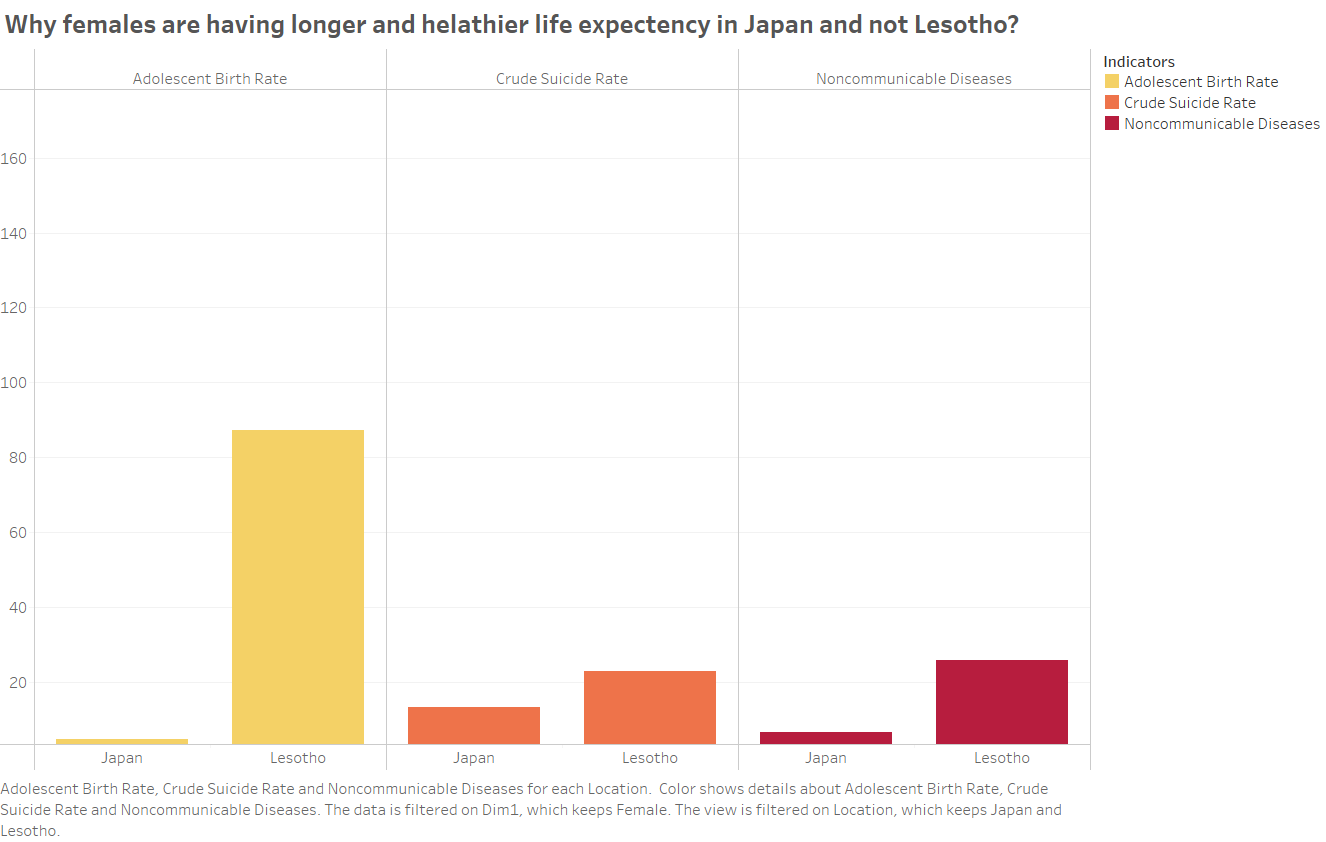 Why females are having longer and helathier life expectency in Japan and not Lesotho?
Adolescent Birth Rate
Crude Suicide Rate
Noncommunicable Diseases
Indicators
Adolescent Birth Rate
Crude Suicide Rate
Noncommunicable Diseases
160
140
120
100
80
60
40
20
Japan
Lesotho
Japan
Lesotho
Japan
Lesotho
Adolescent Birth Rate, Crude Suicide Rate and Noncommunicable Diseases for each Location.  Color shows details about Adolescent Birth Rate, Crude
Suicide Rate and Noncommunicable Diseases. The data is filtered on Dim1, which keeps Female. The view is filtered on Location, which keeps Japan and
Lesotho.